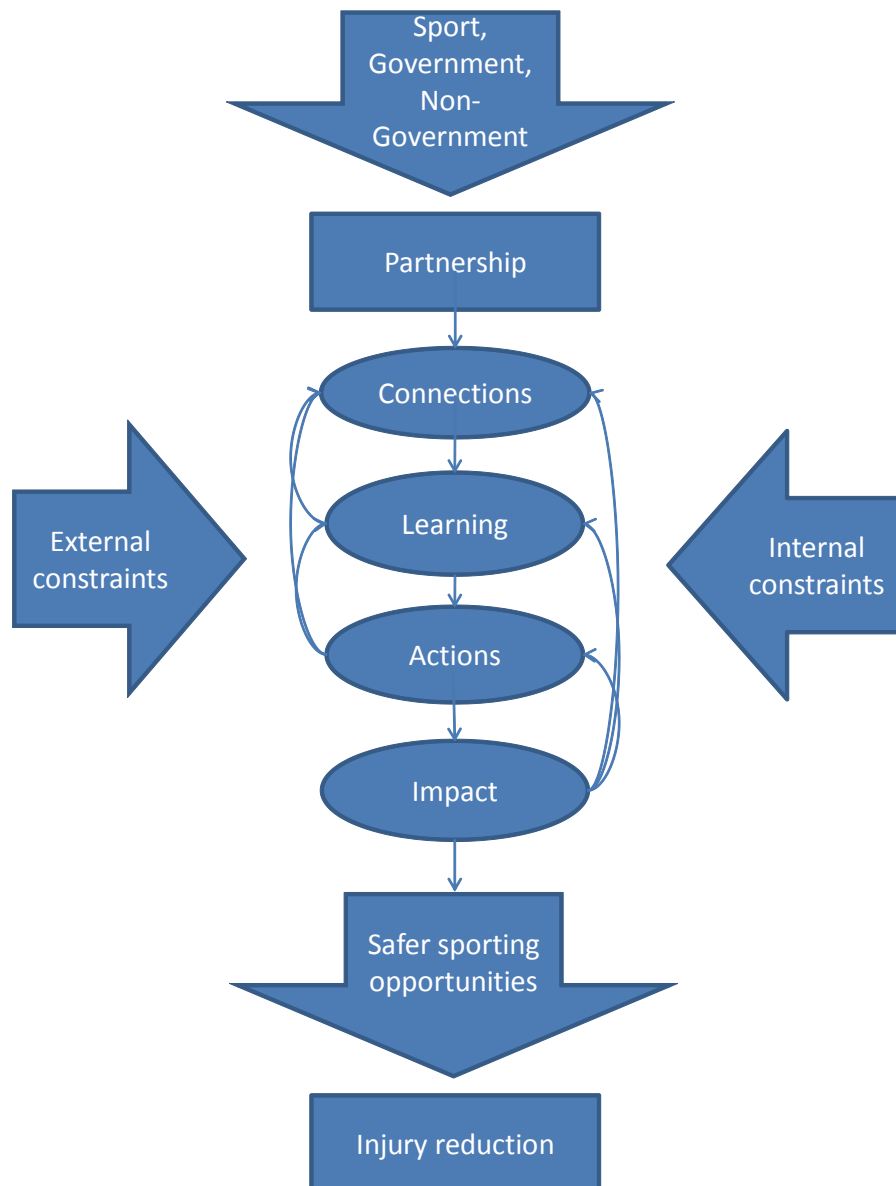 Sport,
Government,
Non-
Government
Partnership
Connections
Learning
External
constraints
Internal
constraints
Actions
Impact
Safer sporting
opportunities
Injury reduction